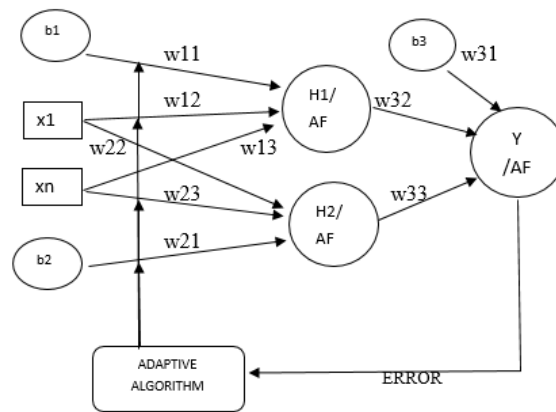 b1
w11
b3
w31
x1
w12
H1/
AF
w32
Y
/AF
w22
w13
xn
w23
H2/
AF
w33
w21
b2
ADAPTIVE
ALGORITHM
ERROR